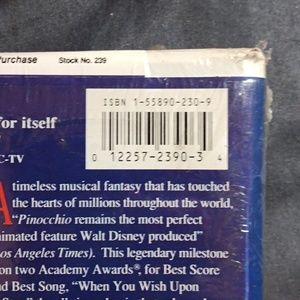 Purchase Stock No. 239
ISBN 1-55890-230-9
for itself
C-TV
0 12257-2390-3 4
A timeless musical fantasy that has touched
the hearts of millions throughout the world,
"Pinocchio remains the most perfect
animated feature Walt Disney produced"
Los Angeles Times). This legendary milestone
on two Academy Awards®, for Best Score
nd Best Song, "When You Wish Upon